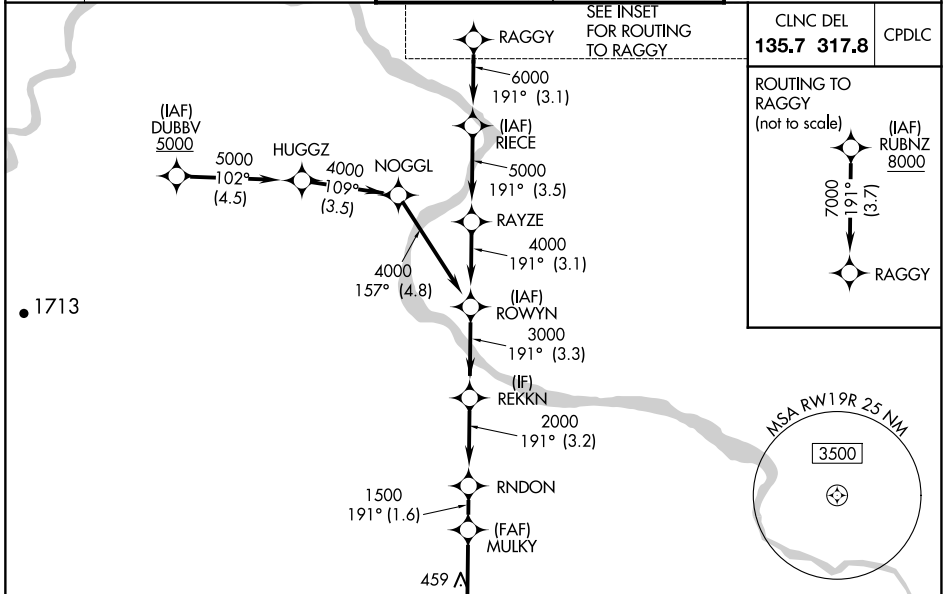 SEE INSET
FOR ROUTING
TO RAGGY
CLNC DEL
135.7 317.8
CPDLC
RAGGY
6000
191° (3.1)
(IAF)
RIECE
5000
191° (3.5)
RAYZE
4000
191° (3.1)
(IAF)
ROWYN
3000
191° (3.3)
(IF)
REKKN
2000
191° (3.2)
RNDON
1500
191° (1.6)
(FAF)
MULKY
459
(IAF)
DUBBV
5000
5000
102°
(4.5)
HUGGZ
4000
109°
(3.5)
NOGGL
4000
157° (4.8)
1713
ROUTING TO
RAGGY
(not to scale)
(IAF)
RUBNZ
8000
7000
191°
(3.7)
RAGGY
MSA RW19R 25 NM
3500